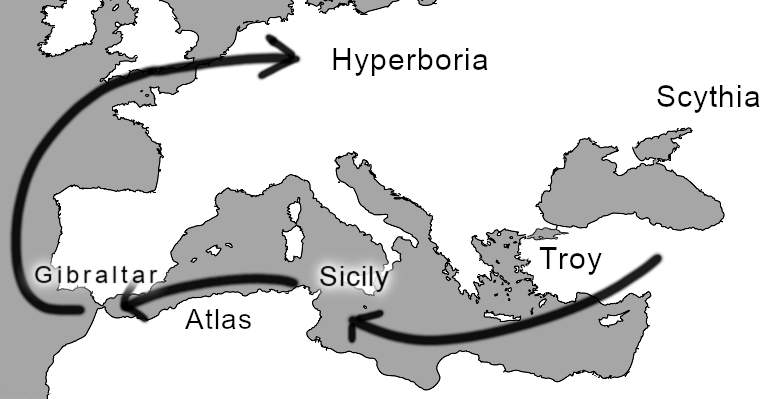 Hyperboria
Scythia
Troy
Gibraltar
Sicily
Atlas